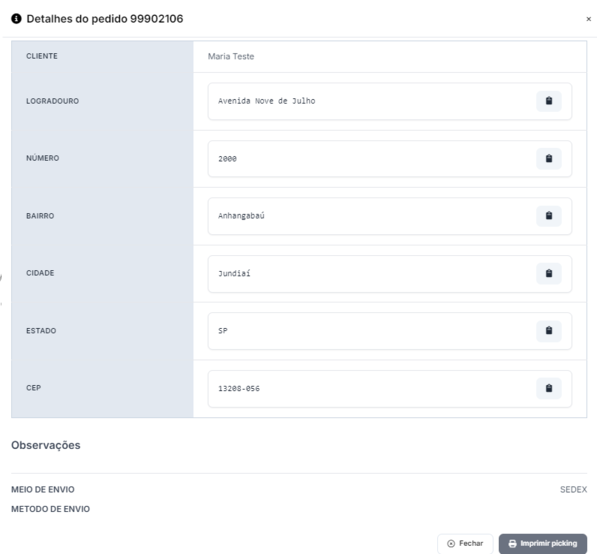 Detalhes do pedido 99902106
×
CLIENTE Maria Teste
LOGRADOURO Avenida Nove de Julho
NÚMERO 2000
BAIRRO Anhangabaú
CIDADE Jundiaí
ESTADO SP
CEP 13208-056
Observações
MEIO DE ENVIO SEDEX
METODO DE ENVIO
Fechar Imprimir picking